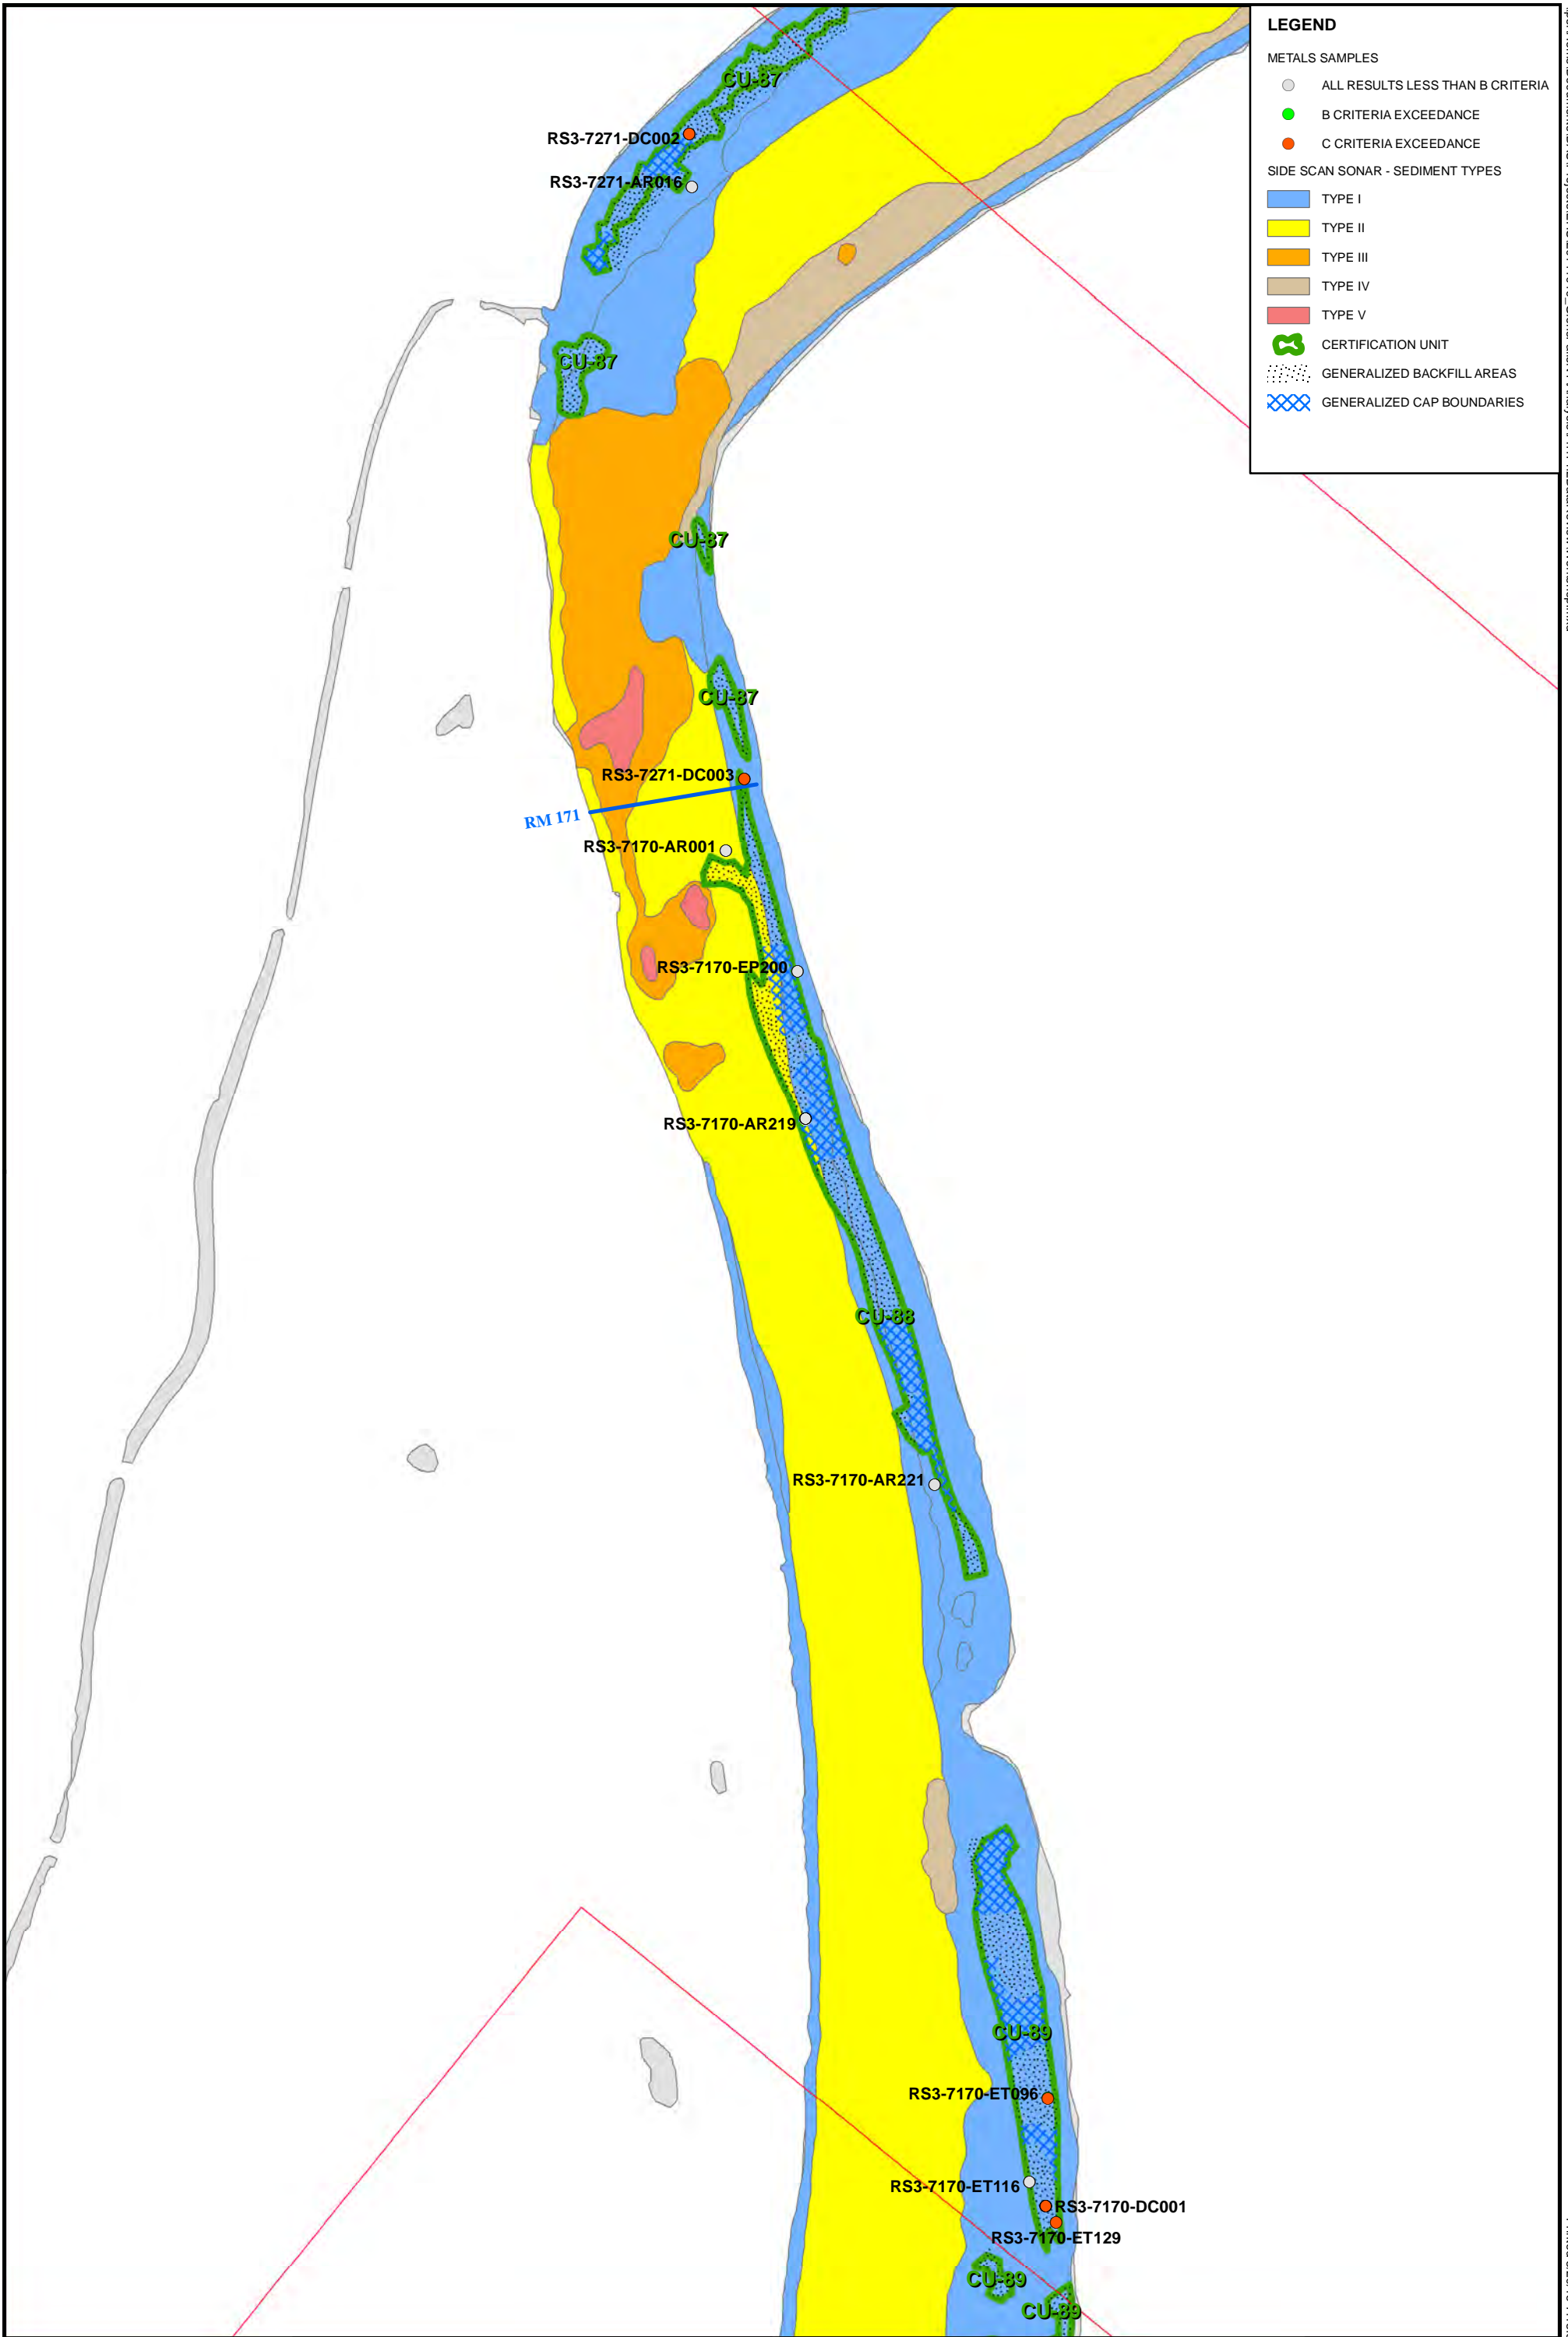 LEGEND
METALS SAMPLES
ALL RESULTS LESS THAN B CRITERIA
B CRITERIA EXCEEDANCE
C CRITERIA EXCEEDANCE
SIDE SCAN SONAR - SEDIMENT TYPES
TYPE I
TYPE II
TYPE III
TYPE IV
TYPE V
CERTIFICATION UNIT
GENERALIZED BACKFILL AREAS
GENERALIZED CAP BOUNDARIES
CU-87
RS3-7271-DC002
RS3-7271-AR016
CU-87
CU-87
CU-87
RS3-7271-DC003
RM 171
RS3-7170-AR001
RS3-7170-EP200
RS3-7170-AR219
CU-88
RS3-7170-AR221
CU-89
RS3-7170-ET096
RS3-7170-ET116
RS3-7170-DC001
RS3-7170-ET129
CU-89
CU-89